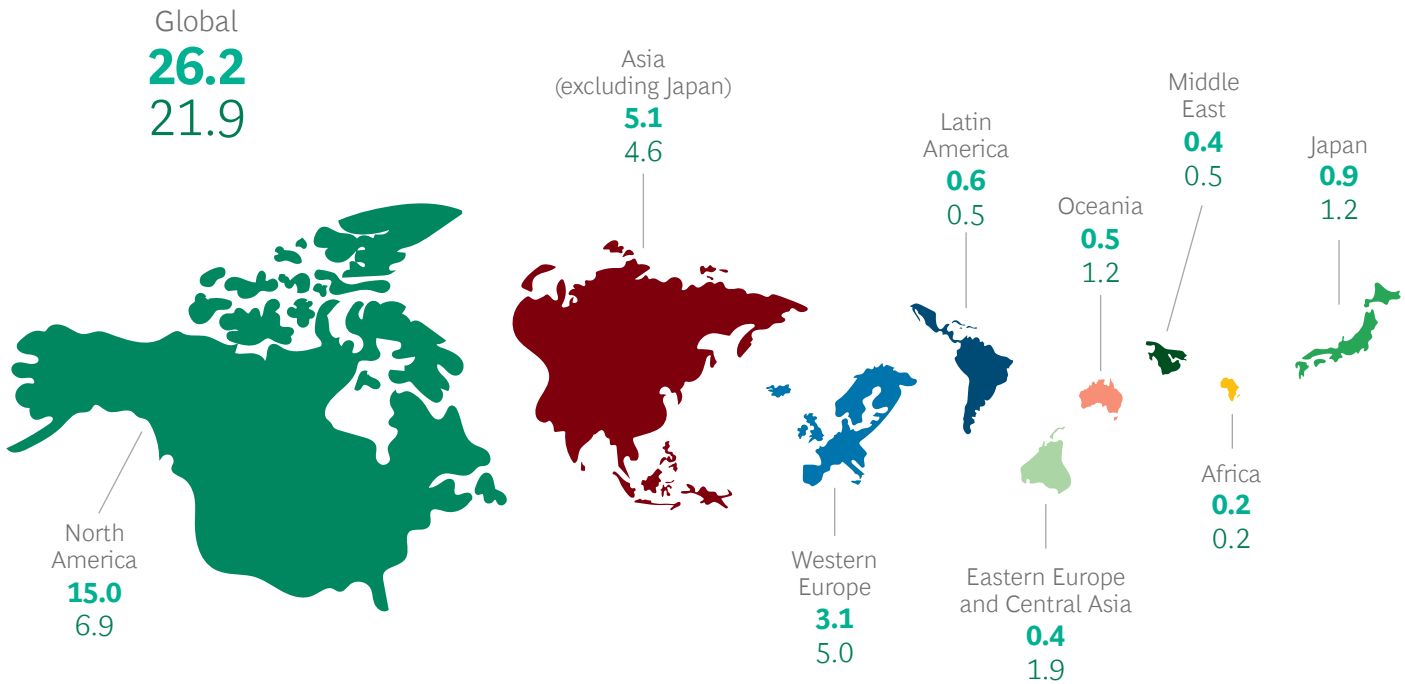 Global
26.2
21.9
Asia
(excluding Japan)
5.1
4.6
Latin
America
0.6
0.5
Oceania
0.5
1.2
Middle
East
0.4
0.5
Japan
0.9
1.2
North
America
15.0
6.9
Western
Europe
3.1
5.0
Eastern Europe
and Central Asia
0.4
1.9
Africa
0.2
0.2